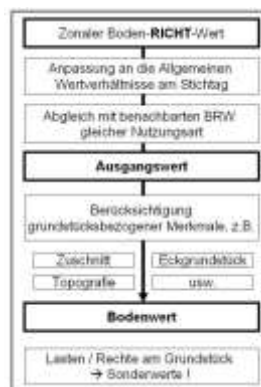 Zonaler Boden-RICHT-Wert
Anpassung an die Allgemeinen
Wertverhältnisse am Stichtag
Abgleich mit benachbarten BRW
gleicher Nutzungsart
Ausgangswert
Berücksichtigung
grundstücksbezogener Merkmale, z.B.
Zuschnitt
Eckgrundstück
Topografie
usw.
Bodenwert
Lasten / Rechte am Grundstück
→ Sonderwerte !